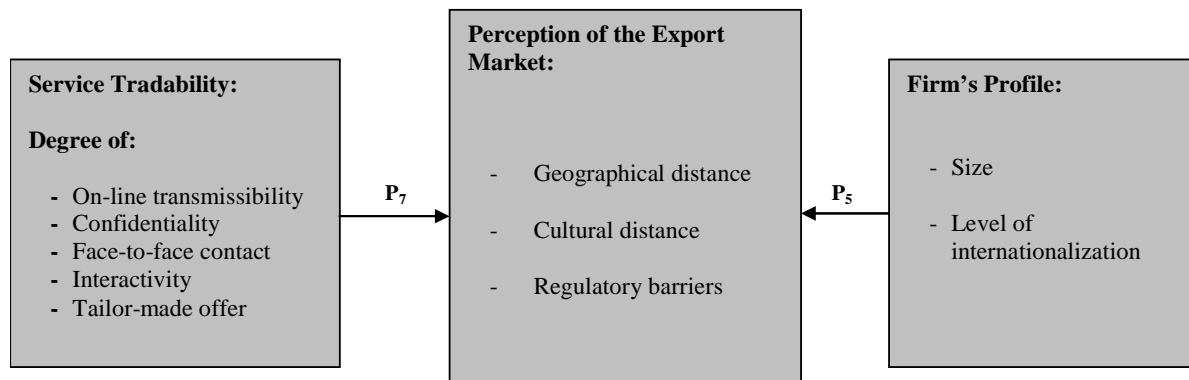 Service Tradability:
Degree of:
- On-line transmissibility
- Confidentiality
- Face-to-face contact
- Interactivity
- Tailor-made offer
P7
Perception of the Export
Market:
- Geographical distance
- Cultural distance
- Regulatory barriers
P5
Firm's Profile:
- Size
- Level of
internationalization